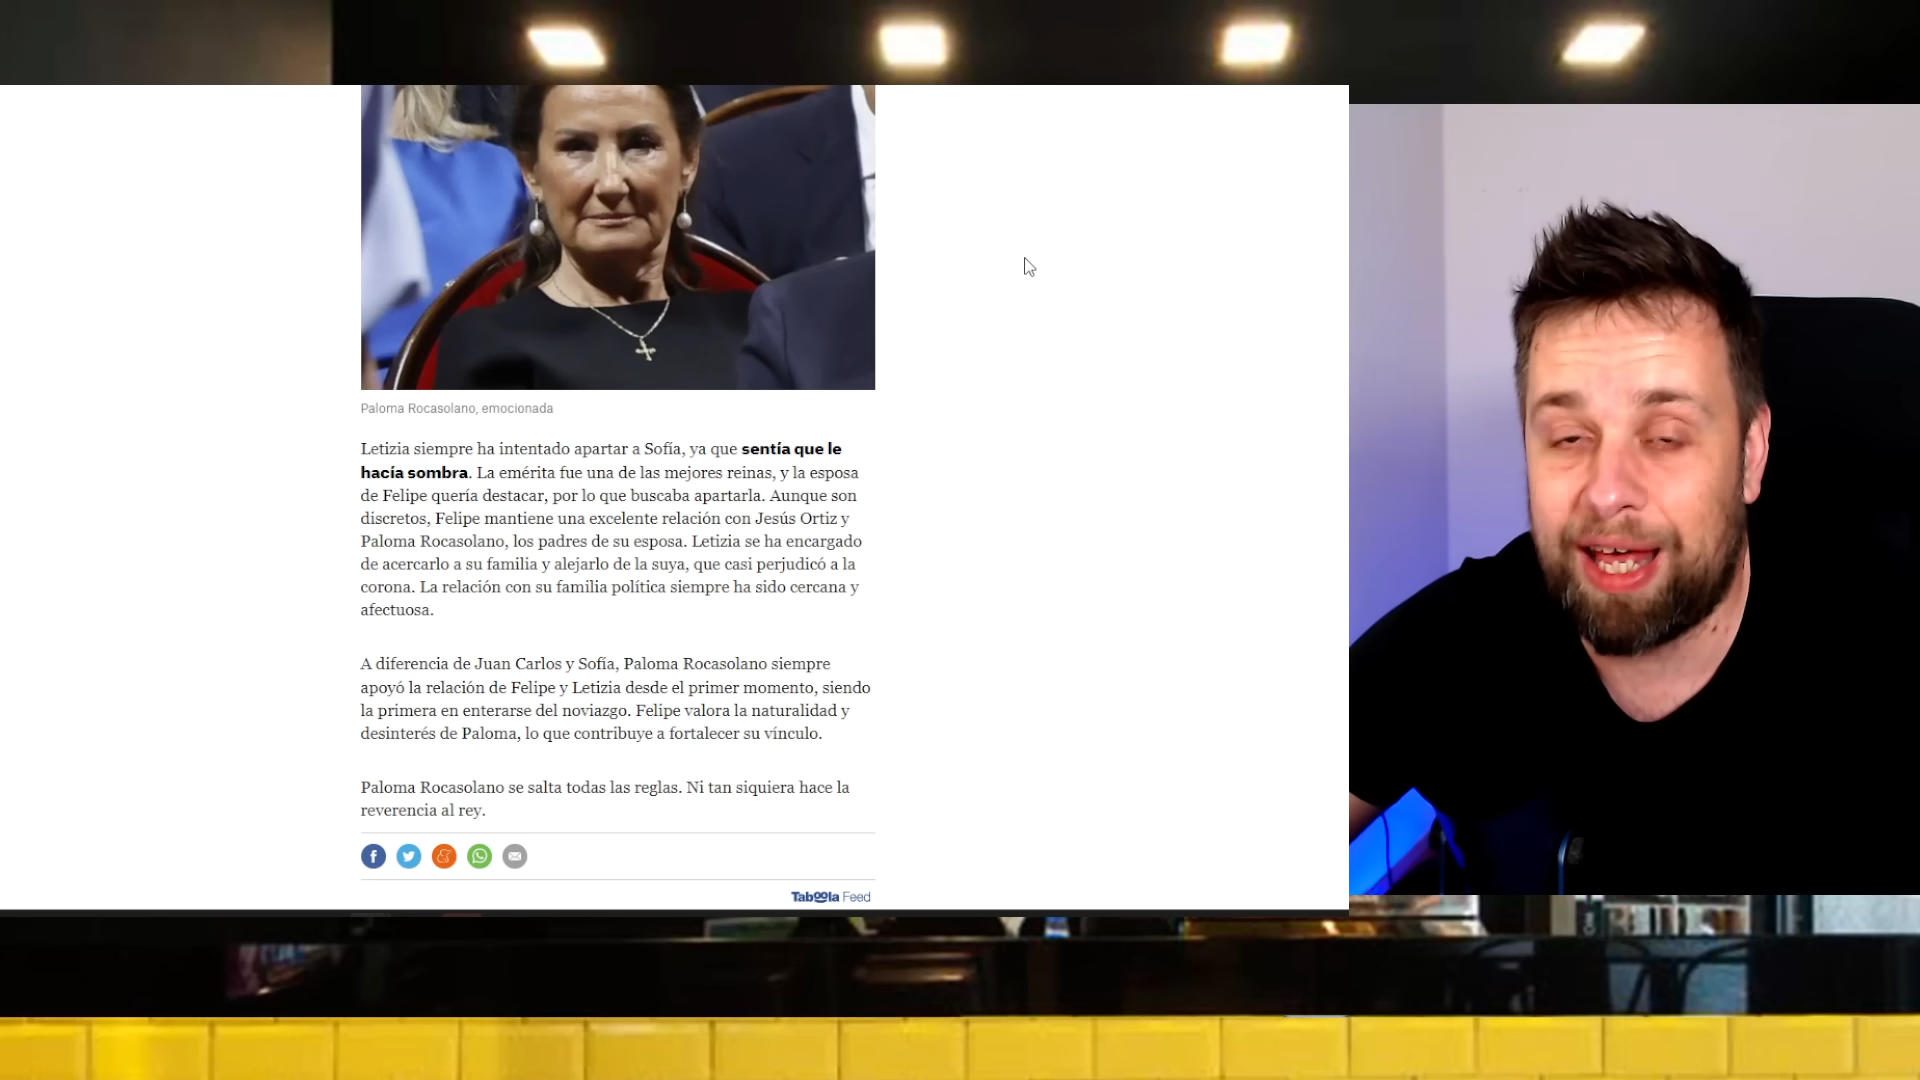 Paloma Rocasolano, emocionada
Letizia siempre ha intentado apartar a Sofía, ya que sentía que le
hacía sombra. La emérita fue una de las mejores reinas, y la esposa
de Felipe quería destacar, por lo que buscaba apartarla. Aunque son
discretos, Felipe mantiene una excelente relación con Jesús Ortiz y
Paloma Rocasolano, los padres de su esposa. Letizia se ha encargado
de acercarlo a su familia y alejarlo de la suya, que casi perjudicó a la
corona. La relación con su familia política siempre ha sido cercana y
afectuosa.
A diferencia de Juan Carlos y Sofía, Paloma Rocasolano siempre
apoyó la relación de Felipe y Letizia desde el primer momento, siendo
la primera en enterarse del noviazgo. Felipe valora la naturalidad y
desinterés de Paloma, lo que contribuye a fortalecer su vínculo.
Paloma Rocasolano se salta todas las reglas. Ni tan siquiera hace la
reverencia al rey.
Taboola Feed